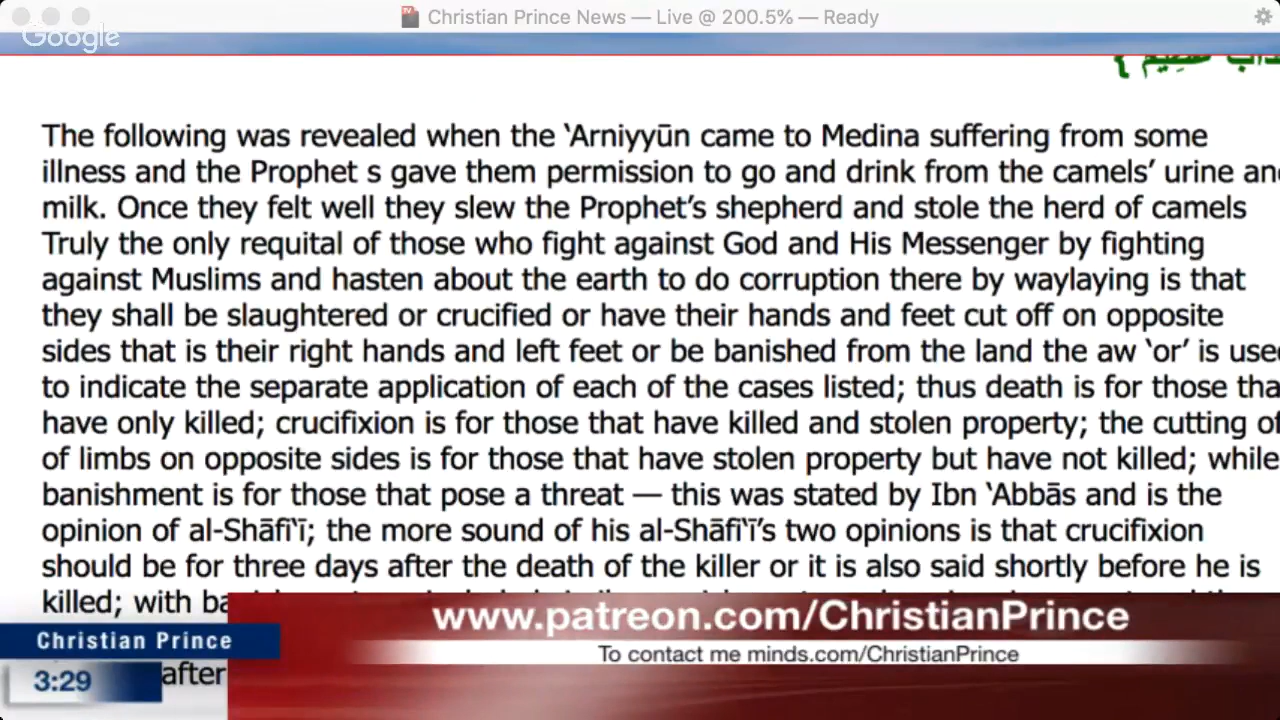 Christian Prince News — Live @ 200.5% — Ready
Google
The following was revealed when the ‘Arniyyūn came to Medina suffering from some
illness and the Prophet s gave them permission to go and drink from the camels’ urine an
milk. Once they felt well they slew the Prophet’s shepherd and stole the herd of camels
Truly the only requital of those who fight against God and His Messenger by fighting
against Muslims and hasten about the earth to do corruption there by waylaying is that
they shall be slaughtered or crucified or have their hands and feet cut off on opposite
sides that is their right hands and left feet or be banished from the land the aw ‘or’ is use
to indicate the separate application of each of the cases listed; thus death is for those tha
have only killed; crucifixion is for those that have killed and stolen property; the cutting of
of limbs on opposite sides is for those that have stolen property but have not killed; while
banishment is for those that pose a threat — this was stated by Ibn ‘Abbās and is the
opinion of al-Shāfi‘ī; the more sound of his al-Shāfi‘ī’s two opinions is that crucifixion
should be for three days after the death of the killer or it is also said shortly before he is
killed; with
www.patreon.com/ChristianPrince
Christian Prince
To contact me minds.com/ChristianPrince
3:29
after